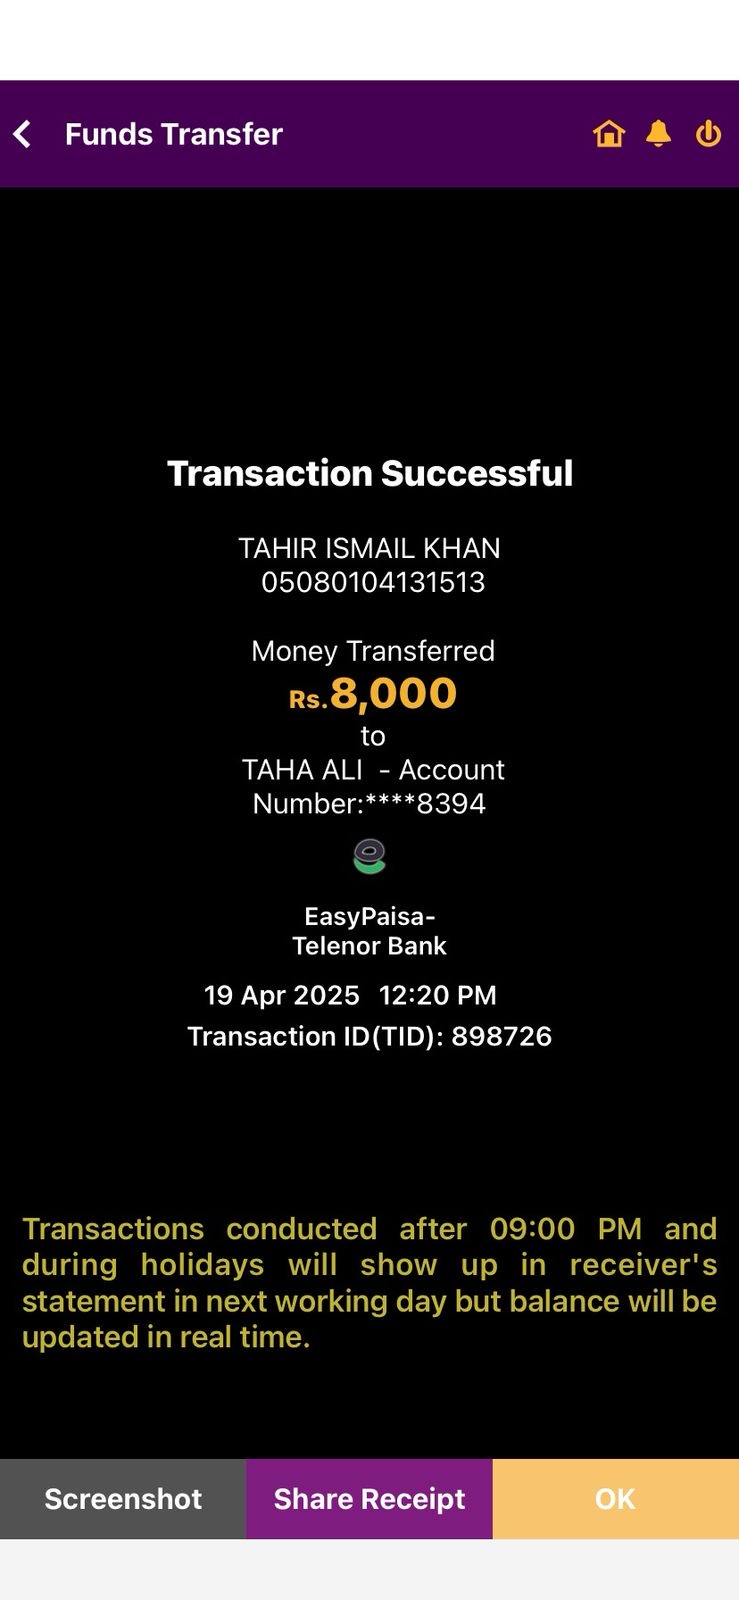 Funds Transfer
Transaction Successful
TAHIR ISMAIL KHAN
05080104131513
Money Transferred
Rs.8,000
to
TAHA ALI - Account
Number:****8394
EasyPaisa-
Telenor Bank
19 Apr 2025 12:20 PM
Transaction ID(TID): 898726
Transactions conducted after 09:00 PM and
during holidays will show up in receiver's
statement in next working day but balance will be
updated in real time.
Screenshot Share Receipt OK